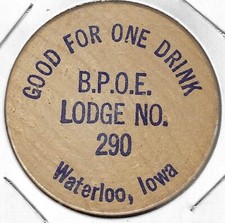 GOOD FOR ONE DRINK
B.P.O.E.
LODGE NO.
290
Waterloo, Iowa